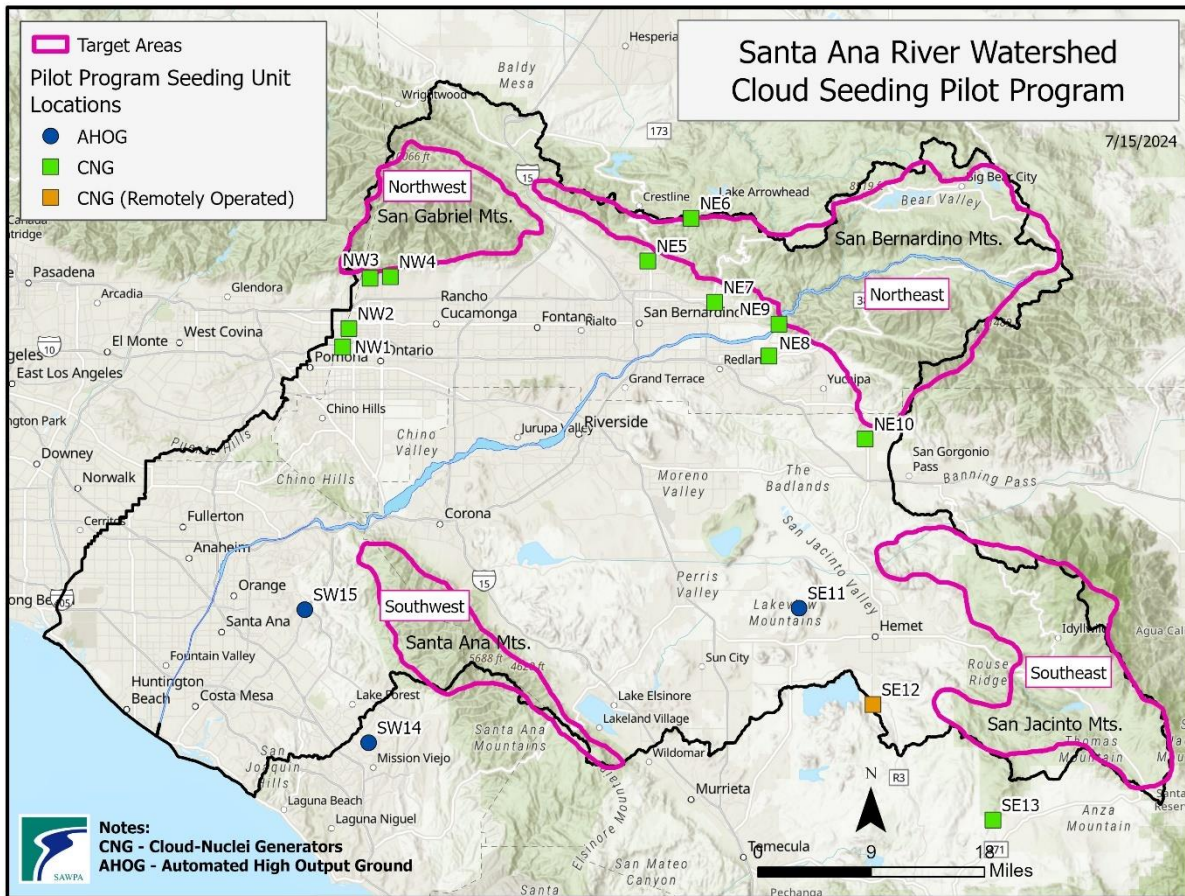 Target Areas
Pilot Program Seeding Unit
Locations
AHOG
CNG
CNG (Remotely Operated)
Santa Ana River Watershed
Cloud Seeding Pilot Program
7/15/2024
Hesperia
Baldy
Mesa
Wrightwood
173
15
Crestline
Lake Arrowhead
Big Bear City
Bear Valley
Northwest
San Gabriel Mts.
San Bernardino Mts.
Northeast
NE6
NE5
NE7
NE9
NE8
NE10
NW3
NW4
NW2
NW1
Pasadena
Arcadia
Glendora
West Covina
El Monte
10
East Los Angeles
Pomona
Ontario
Rancho
Cucamonga
Fontana
Rialto
San Bernardino
Grand Terrace
Yucaipa
Chino Hills
Chino
Valley
Jurupa Valley
Riverside
Downey
Norwalk
Cerritos
Chino Hills
Moreno
Valley
The
Badlands
San Gorgonio
Pass
Banning Pass
Fullerton
Anaheim
Corona
San Jacinto Valley
Orange
SW15
Santa Ana
Southwest
Santa Ana Mts.
5688 ft
15
Perris
Valley
SE11
Lakeview
Mountains
Hemet
Rouse
Ridge
Southeast
San Jacinto Mts.
Thomas
Mountain
Fountain Valley
Huntington
Beach
Costa Mesa
Lake Forest
SW14
Mission Viejo
San
Joaquin
Hills
Laguna Beach
Laguna Niguel
Santa Ana
Mountains
Sun City
Lake Elsinore
Lakeland Village
Wildomar
Murrieta
SE12
N
R3
SE13
Anza
Mountain
Temecula
San Mateo
Canyon
Santa
Pechanga
0
9
18
Miles
SAWPA
Notes:
CNG - Cloud-Nuclei Generators
AHOG - Automated High Output Ground